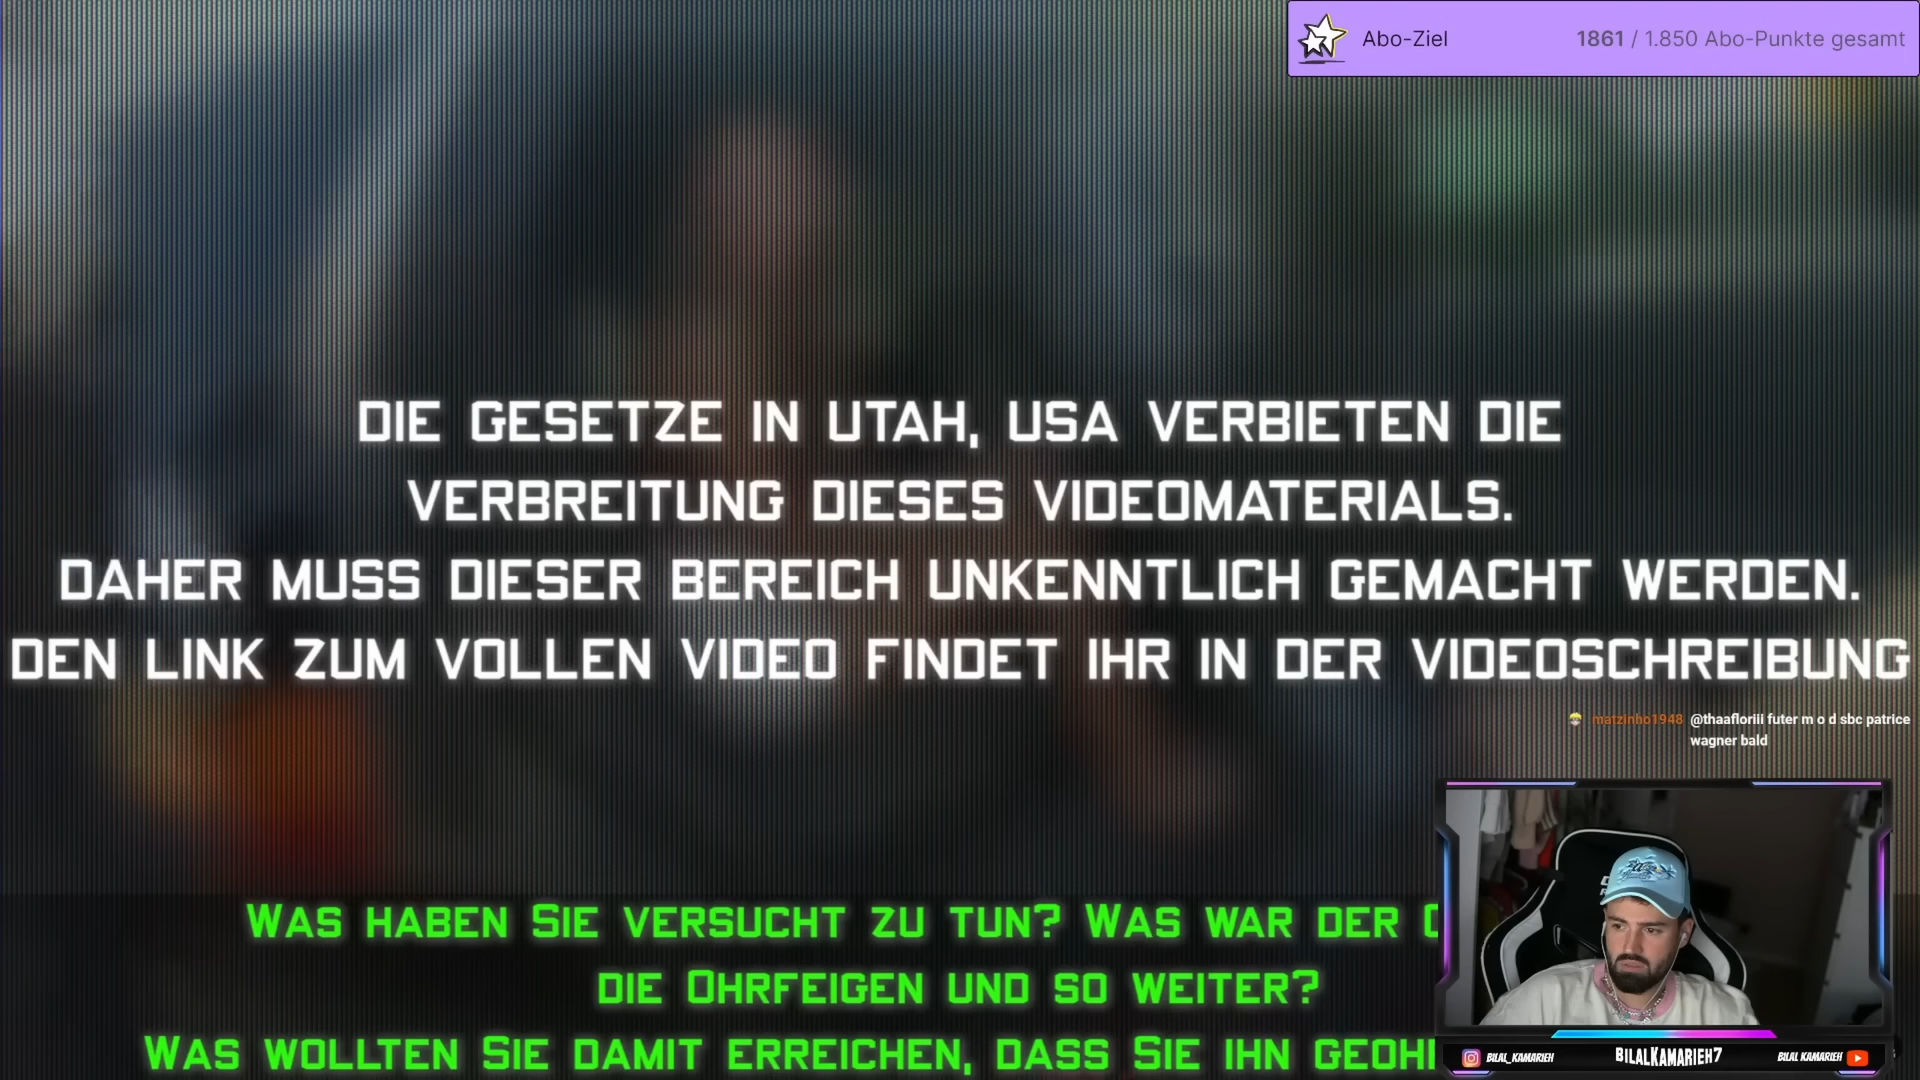 Abo-Ziel
1861 / 1.850 Abo-Punkte gesamt
DIE GESETZE IN UTAH, USA VERBIETEN DIE
VERBREITUNG DIESES VIDEOMATERIALS.
DAHER MUSS DIESER BEREICH UNKENNTLICH GEMACHT WERDEN.
DEN LINK ZUM VOLLEN VIDEO FINDET IHR IN DER VIDEOSCHREIBUNG
matzinho1948 @thaafloriii futer m o d sbc patrice
wagner bald
WAS HABEN SIE VERSUCHT ZU TUN? WAS WAR DER
DIE OHRFEIGEN UND SO WEITER?
WAS WOLLTEN SIE DAMIT ERREICHEN, DASS SIE IHN
BILAL_KAMARIEH
BILALKAMARIEH7
BILAL KAMARIEH